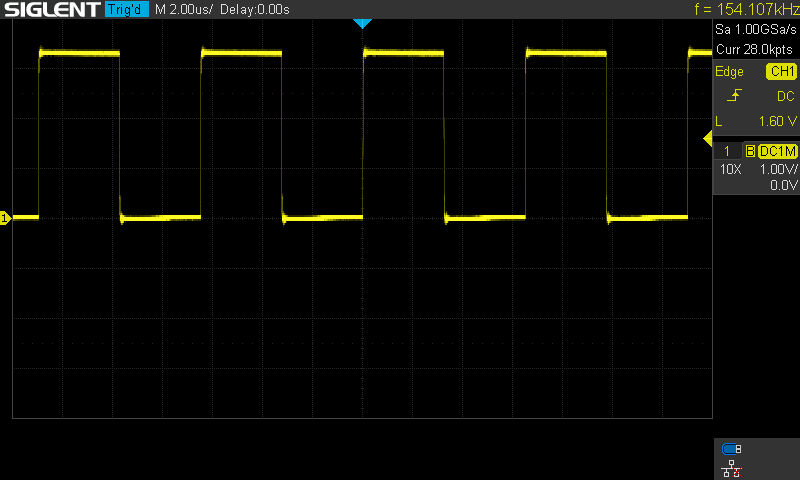 SIGLENT Trig'd M 2.00us/ Delay:0.00s f = 154.107kHz
Sa 1.00GSa/s
Curr 28.0kpts
Edge CH1
DC
L 1.60 V
1 B DC1M
10X 1.00V/
0.0V
1